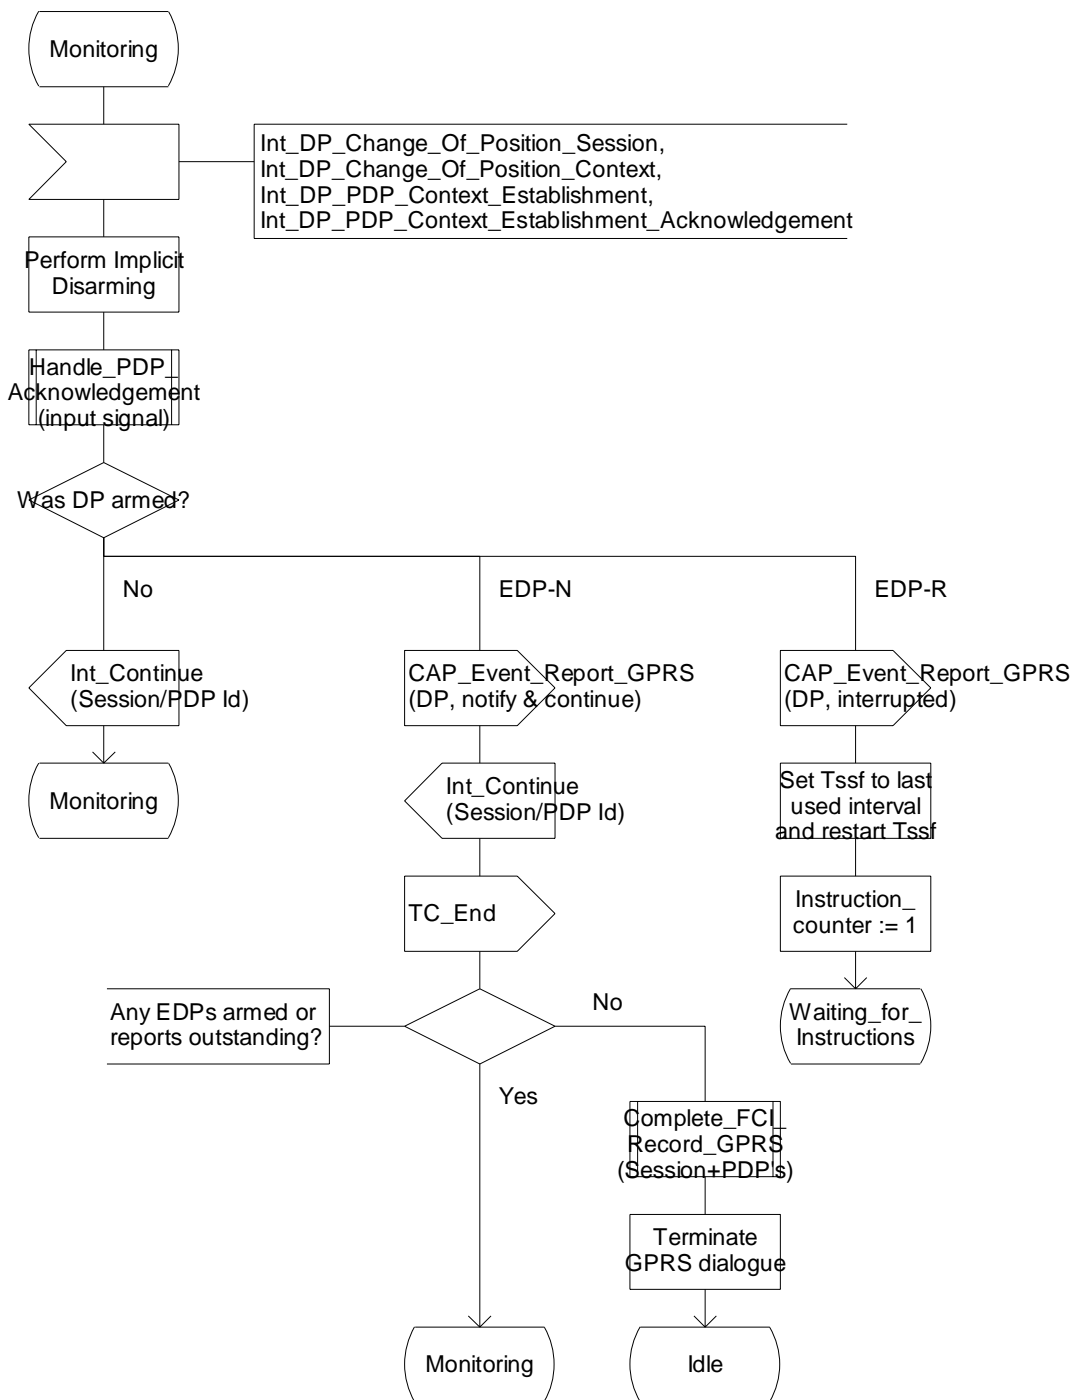 Monitoring
Int_DP_Change_Of_Position_Session,
Int_DP_Change_Of_Position_Context,
Int_DP_PDP_Context_Establishment,
Int_DP_PDP_Context_Establishment_Acknowledgement
Perform Implicit
Disarming
Handle_PDP_
Acknowledgement
(input signal)
Was DP armed?
No
EDP-N
EDP-R
Int_Continue
(Session/PDP Id)
CAP_Event_Report_GPRS
(DP, notify & continue)
CAP_Event_Report_GPRS
(DP, interrupted)
Monitoring
Int_Continue
(Session/PDP Id)
Set Tssf to last
used interval
and restart Tssf
TC_End
Instruction_
counter := 1
Any EDPs armed or
reports outstanding?
No
Waiting_for_
Instructions
Yes
Complete_FCI_
Record_GPRS
(Session+PDP's)
Terminate
GPRS dialogue
Monitoring
Idle